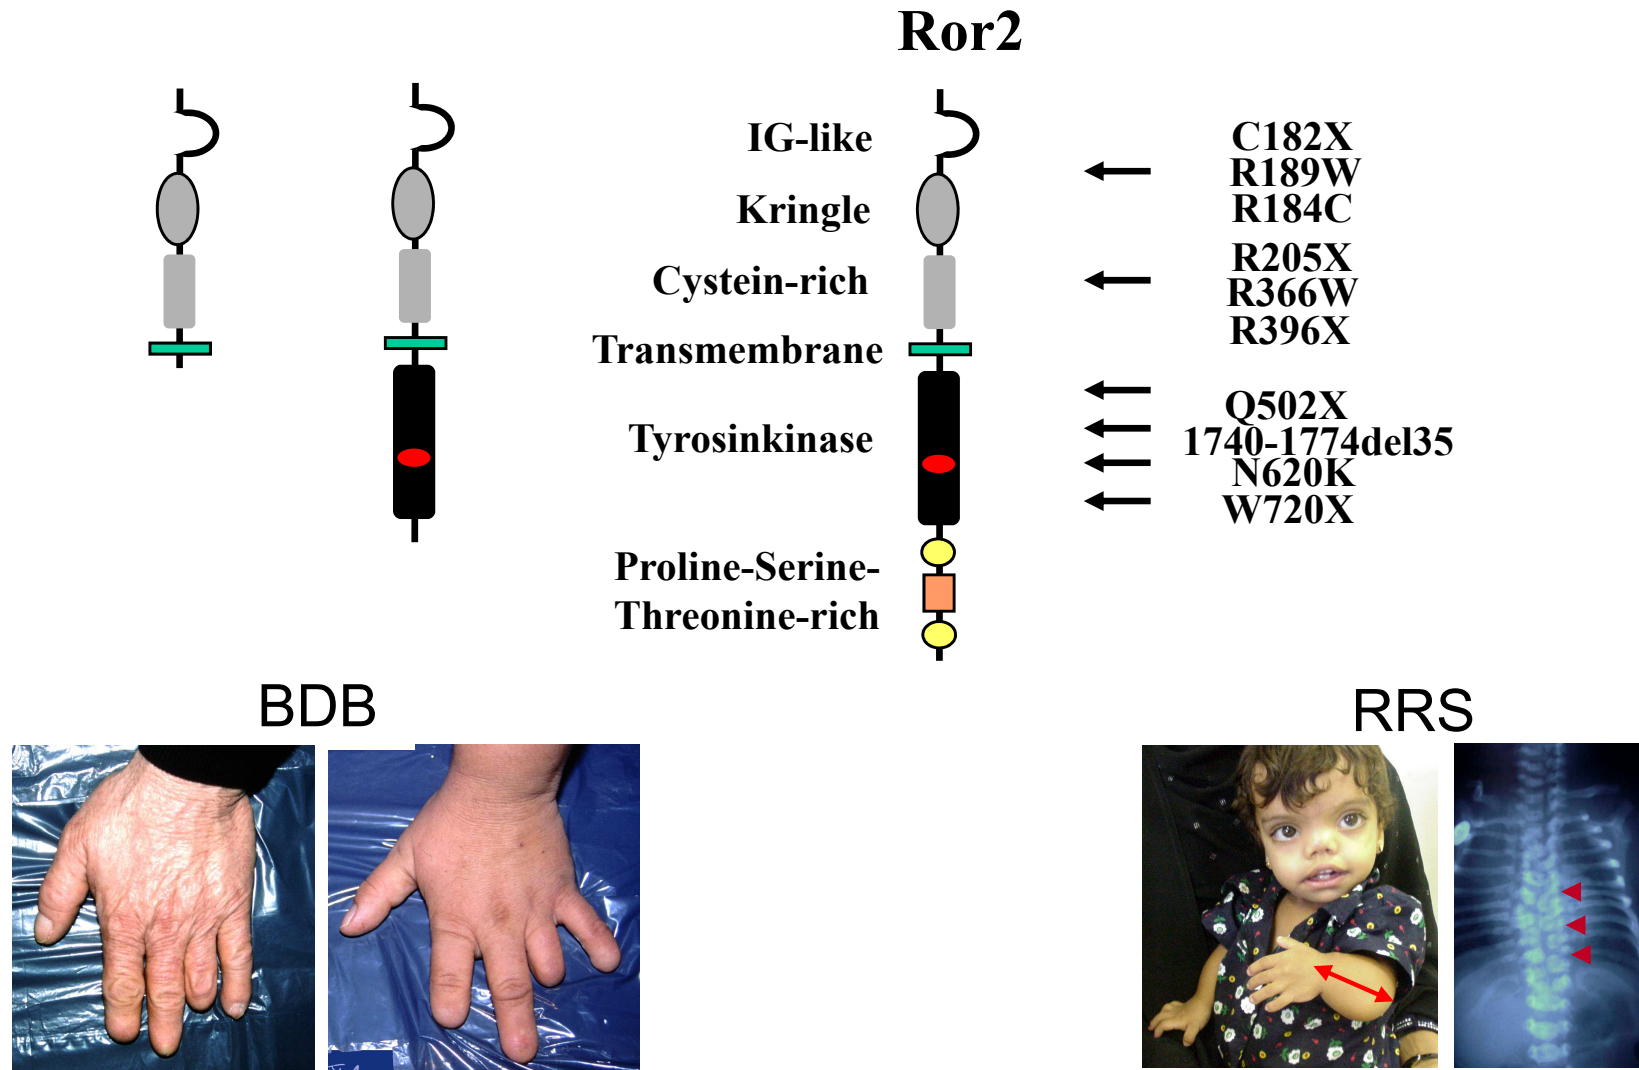 Ror2
IG-like
Kringle
Cystein-rich
Transmembrane
Tyrosinkinase
Proline-Serine-
Threonine-rich
C182X
R189W
R184C
R205X
R366W
R396X
Q502X
1740-1774del35
N620K
W720X
BDB
RRS